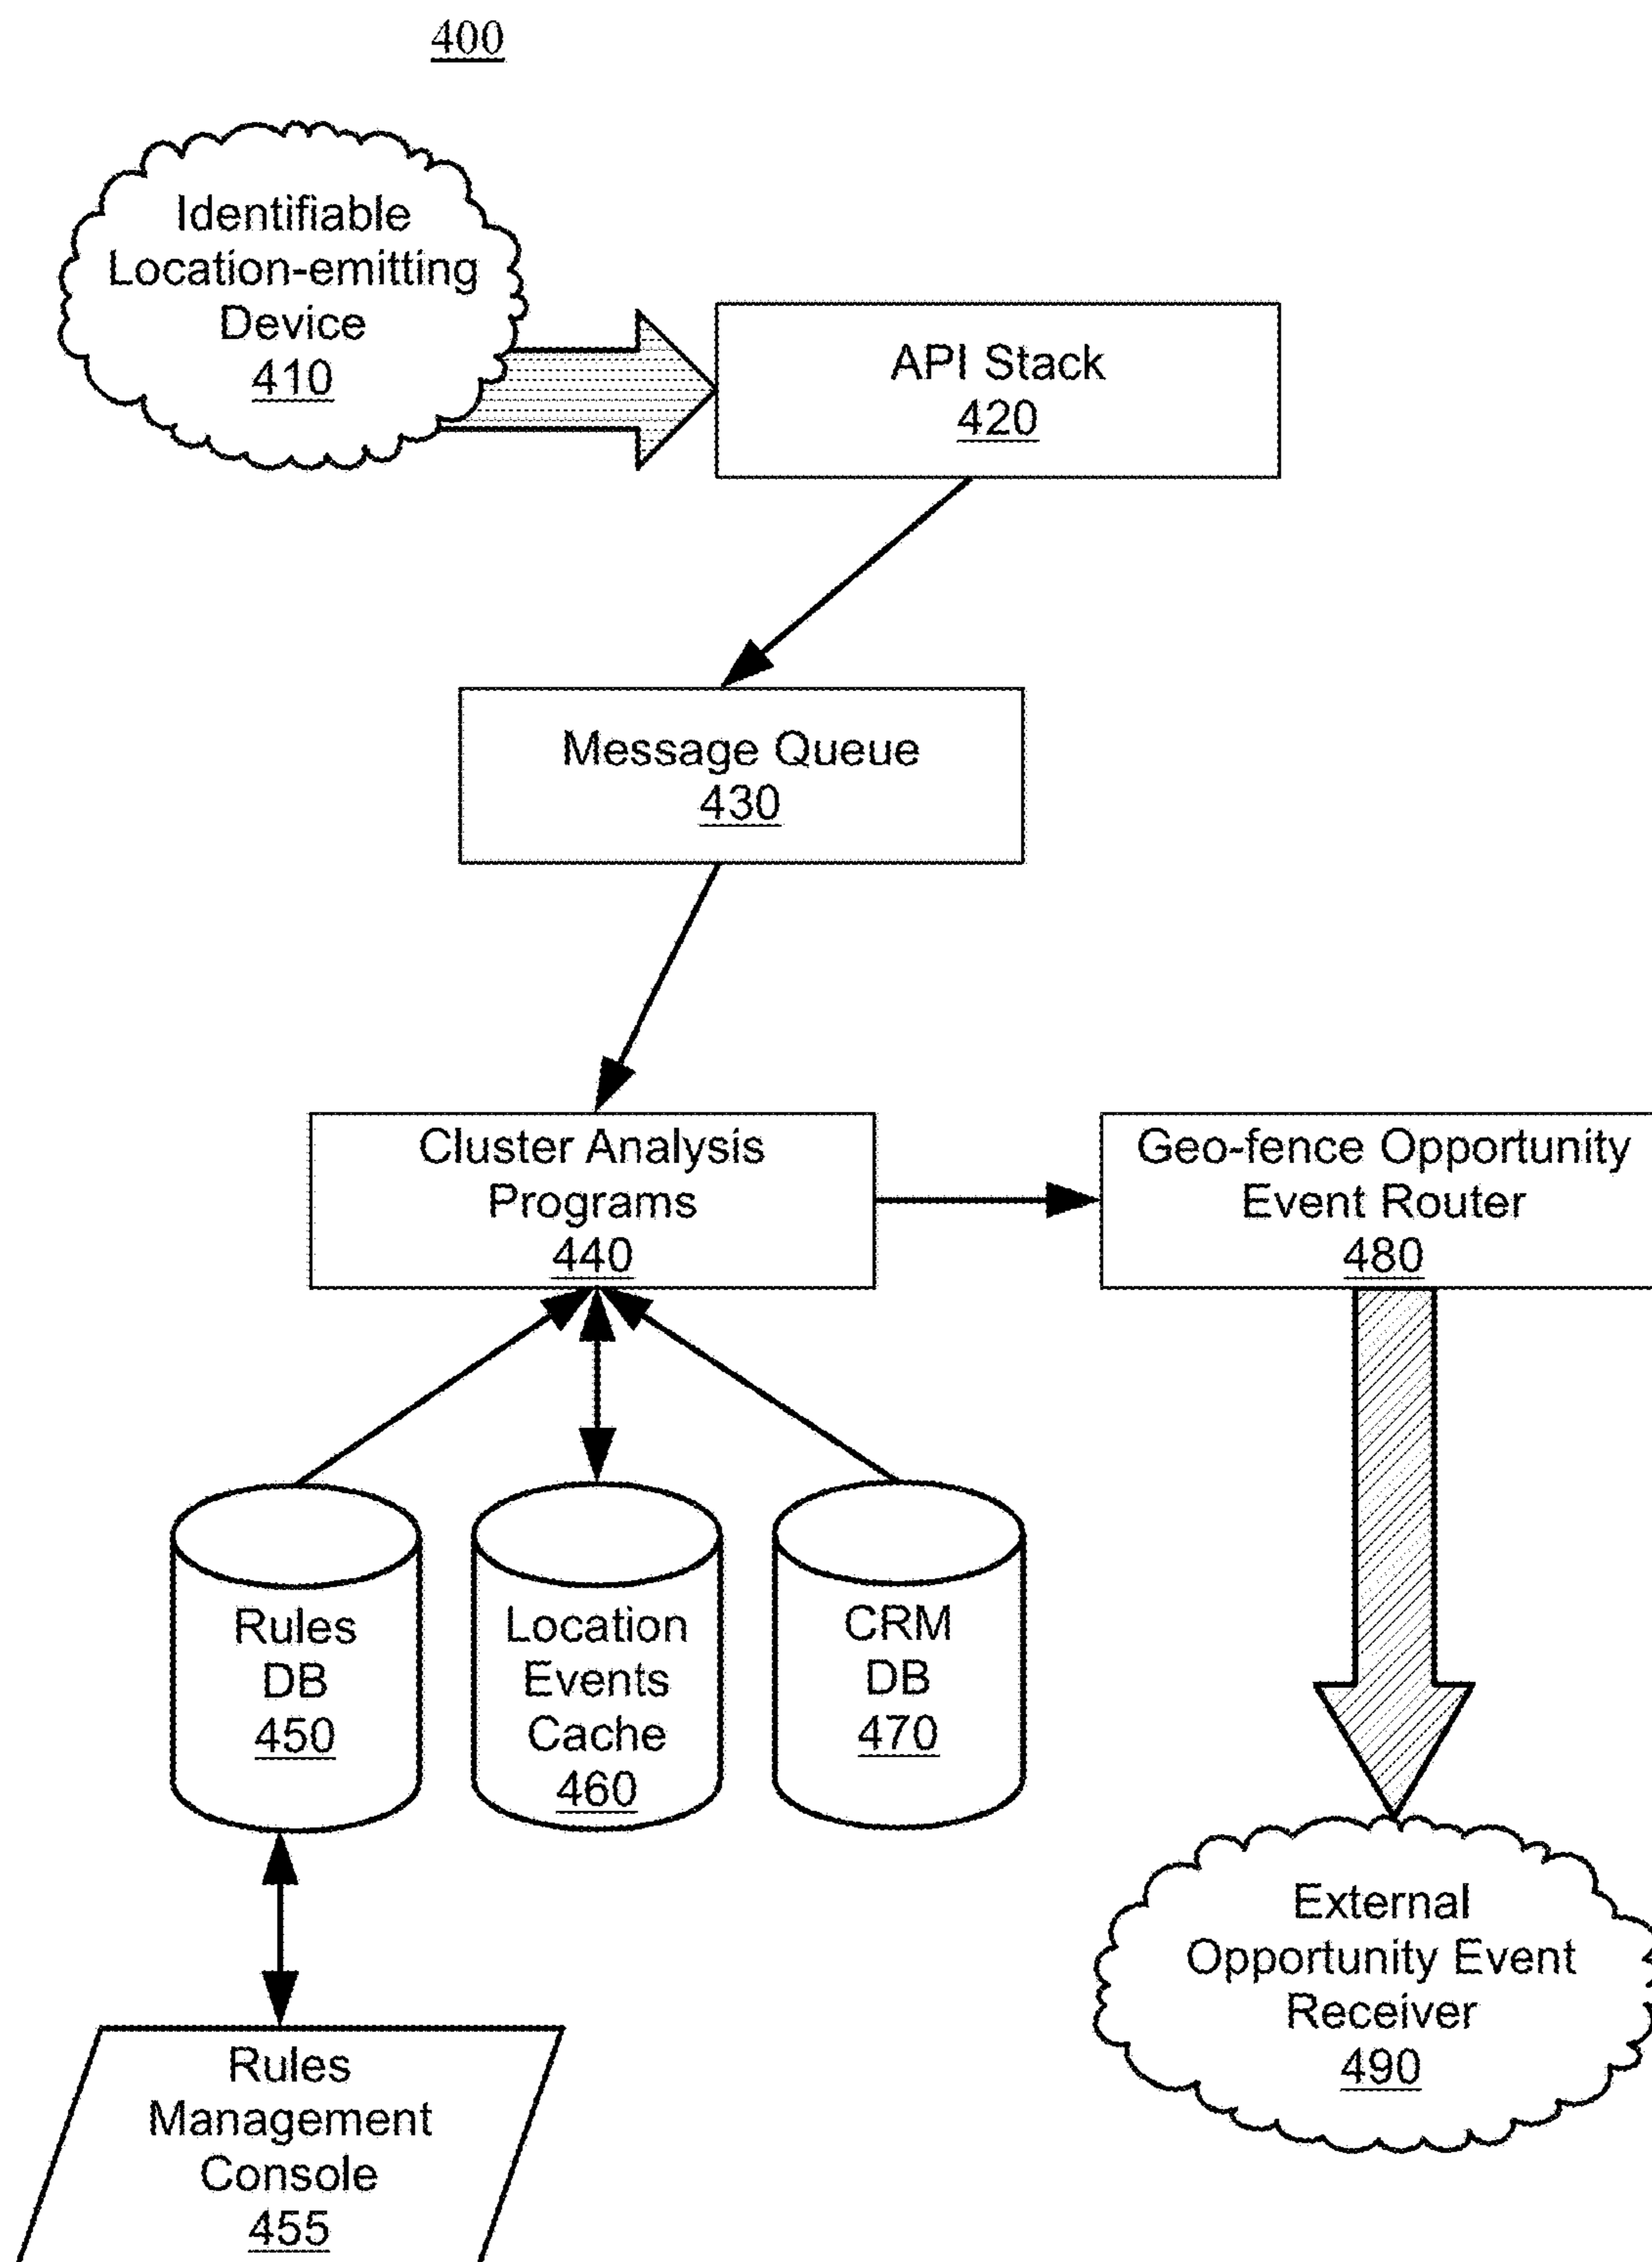 400
Identifiable
Location-emitting
Device
410
API Stack
420
Message Queue
430
Cluster Analysis
Programs
440
Geo-fence Opportunity
Event Router
480
Rules
DB
450
Location
Events
Cache
460
CRM
DB
470
External
Opportunity Event
Receiver
490
Rules
Management
Console
455